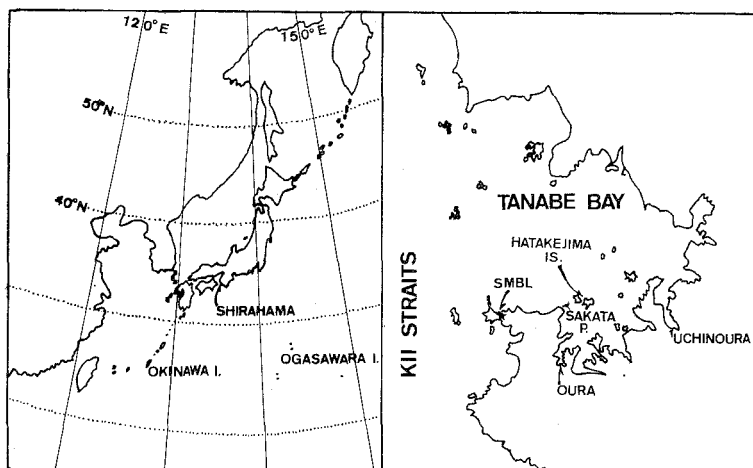 120°E
150°E
50°N
40°N
SHIRAHAMA
OKINAWA I.
OGASAWARA I.
KII STRAITS
TANABE BAY
HATAKEJIMA
IS.
SMBL
SAKATA
P.
UCHINOURA
OURA